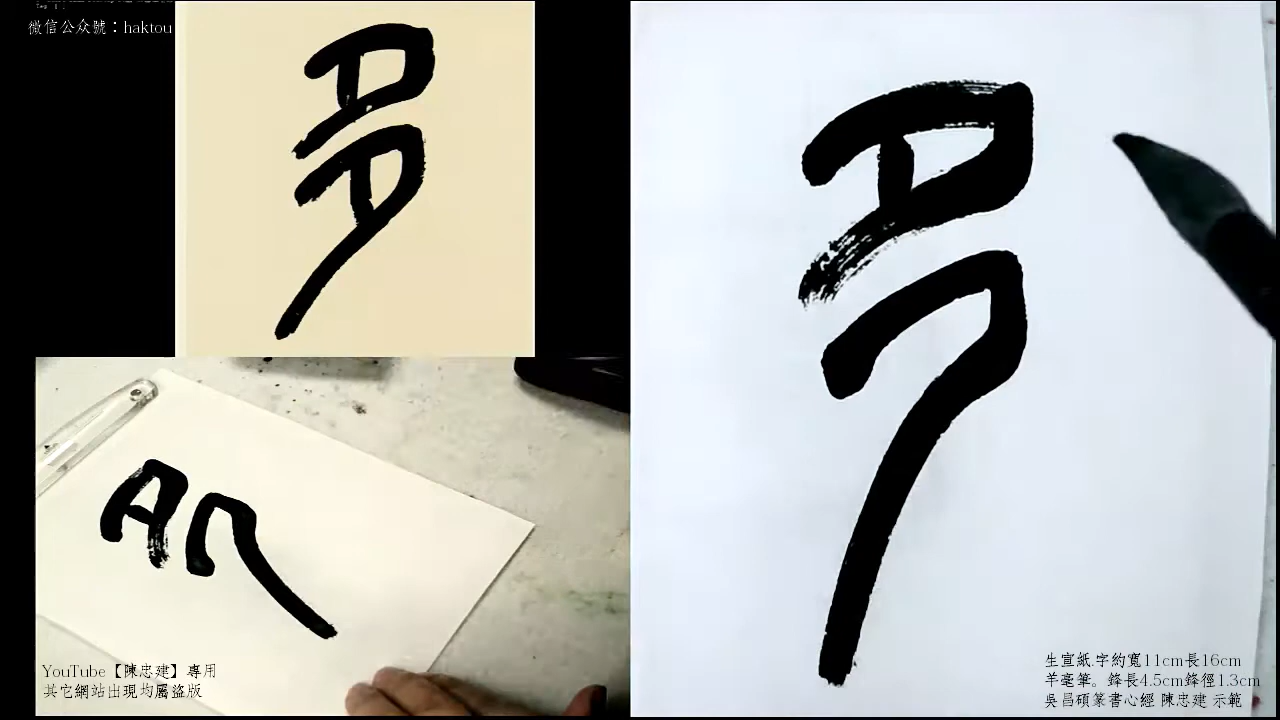 微信公众號：haktou
多
YouTube【陳忠建】專用
其它網站出現均屬盜版
生宣紙.字約寬11cm長16cm
羊毫筆。鋒長4.5cm鋒徑1.3cm
吳昌碩篆書心經 陳忠建 示範